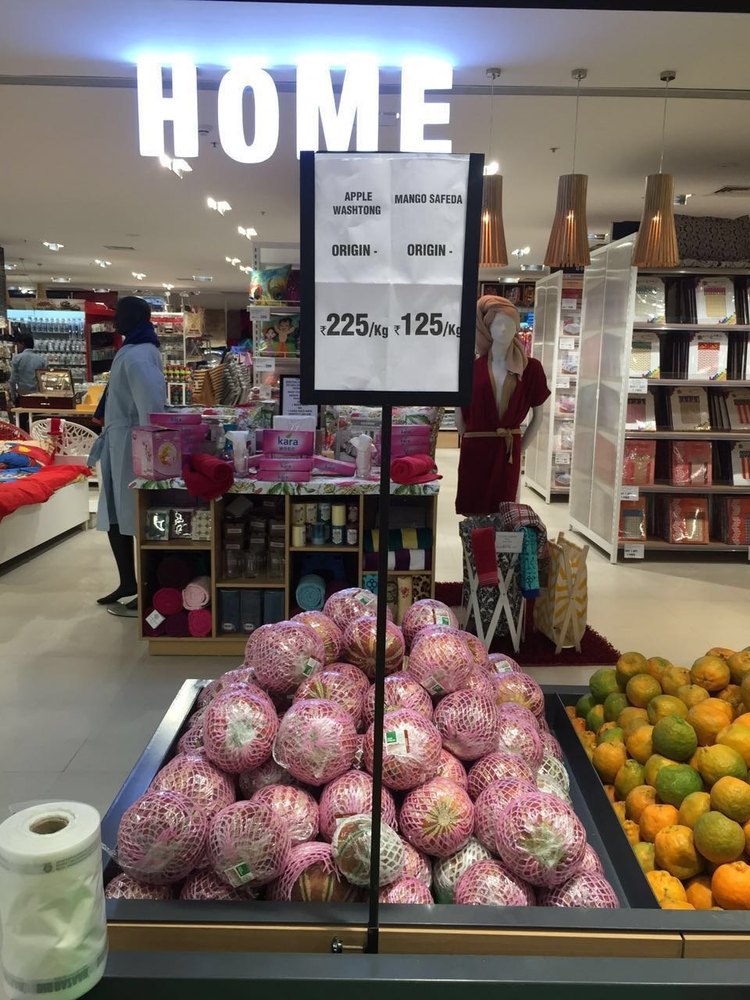 HOME
APPLE
WASHTONG
ORIGIN -
₹225/Kg
MANGO SAFEDA
ORIGIN -
₹125/Kg
kara